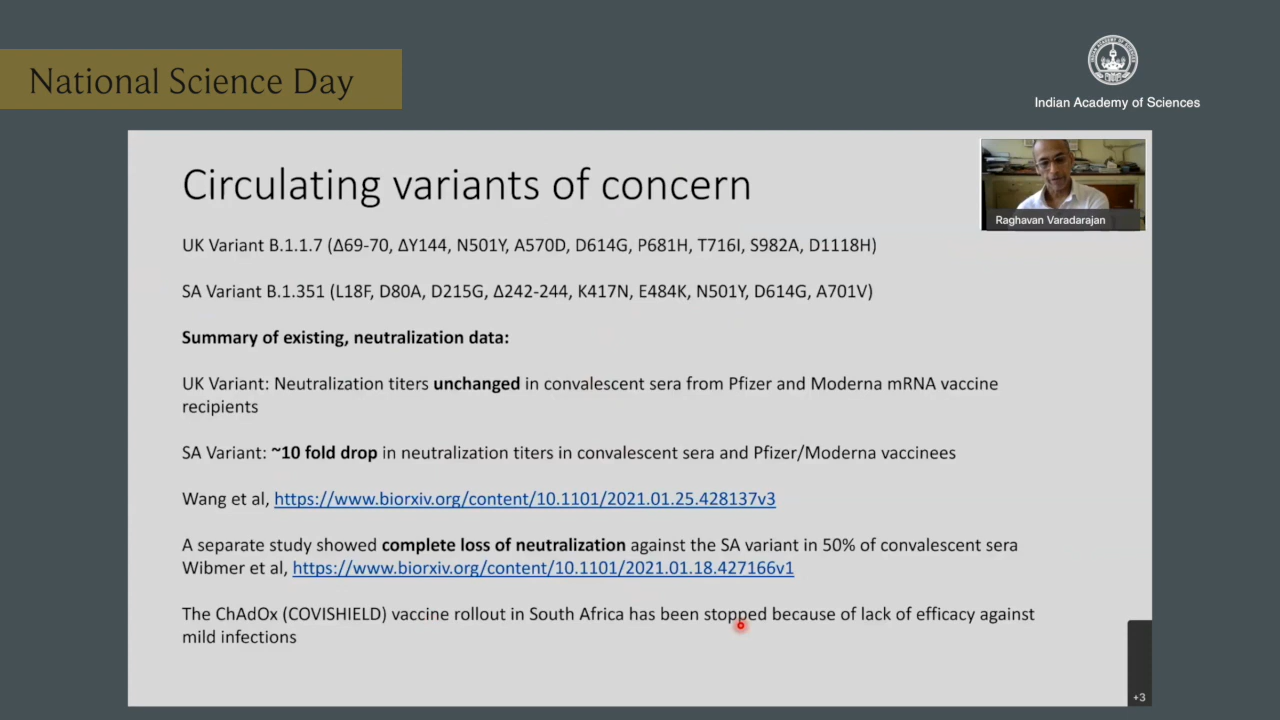 National Science Day
Indian Academy of Sciences
Circulating variants of concern
Raghavan Varadarajan
UK Variant B.1.1.7 (Δ69-70, ΔY144, N501Y, A570D, D614G, P681H, T716I, S982A, D1118H)
SA Variant B.1.351 (L18F, D80A, D215G, Δ242-244, K417N, E484K, N501Y, D614G, A701V)
Summary of existing, neutralization data:
UK Variant: Neutralization titers unchanged in convalescent sera from Pfizer and Moderna mRNA vaccine
recipients
SA Variant: ~10 fold drop in neutralization titers in convalescent sera and Pfizer/Moderna vaccinees
Wang et al, https://www.biorxiv.org/content/10.1101/2021.01.25.428137v3
A separate study showed complete loss of neutralization against the SA variant in 50% of convalescent sera
Wibmer et al, https://www.biorxiv.org/content/10.1101/2021.01.18.427166v1
The ChAdOx (COVISHIELD) vaccine rollout in South Africa has been stopped because of lack of efficacy against
mild infections
+3